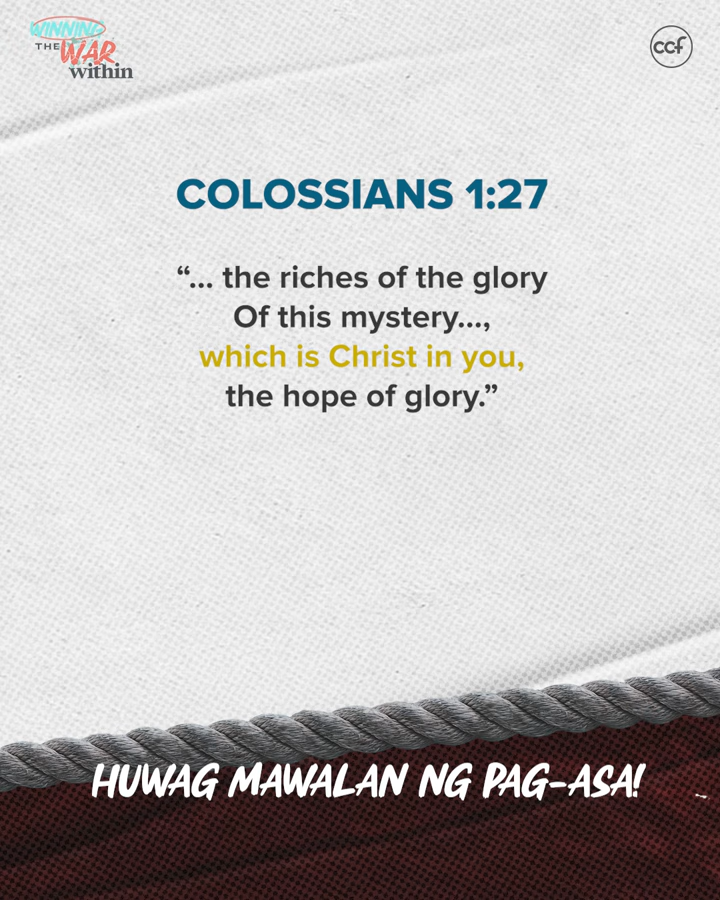 WINNING
THE WAR
within
ccf
COLOSSIANS 1:27
“... the riches of the glory
Of this mystery...,
which is Christ in you,
the hope of glory.”
HUWAG MAWALAN NG PAG-ASA!